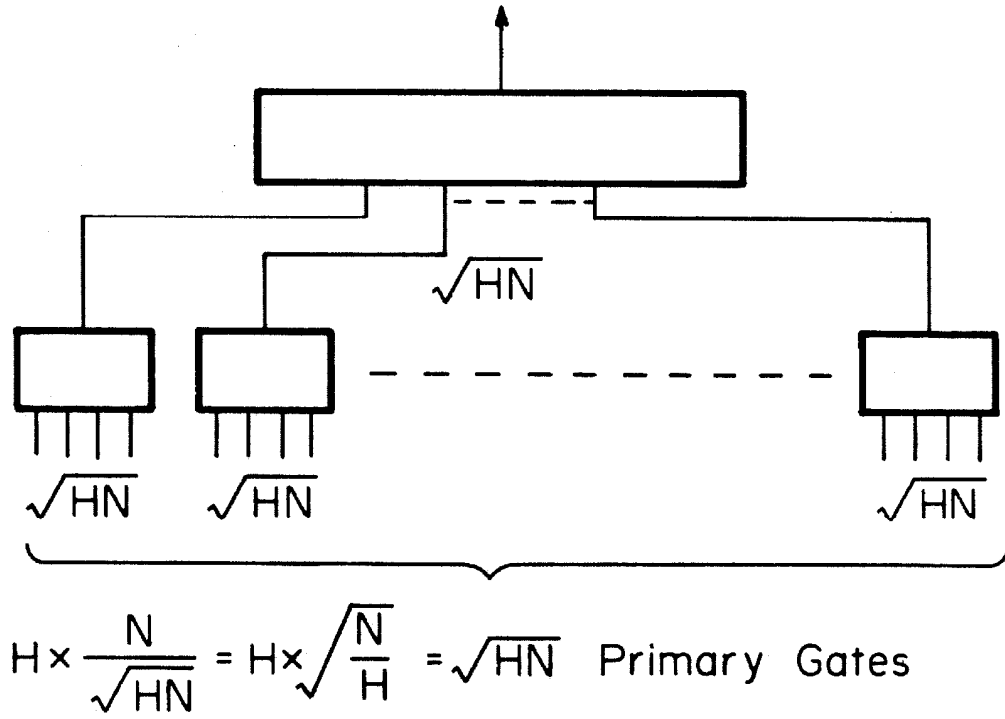 √HN
√HN √HN √HN
H × N/√HN = H × √(N/H) = √HN Primary Gates